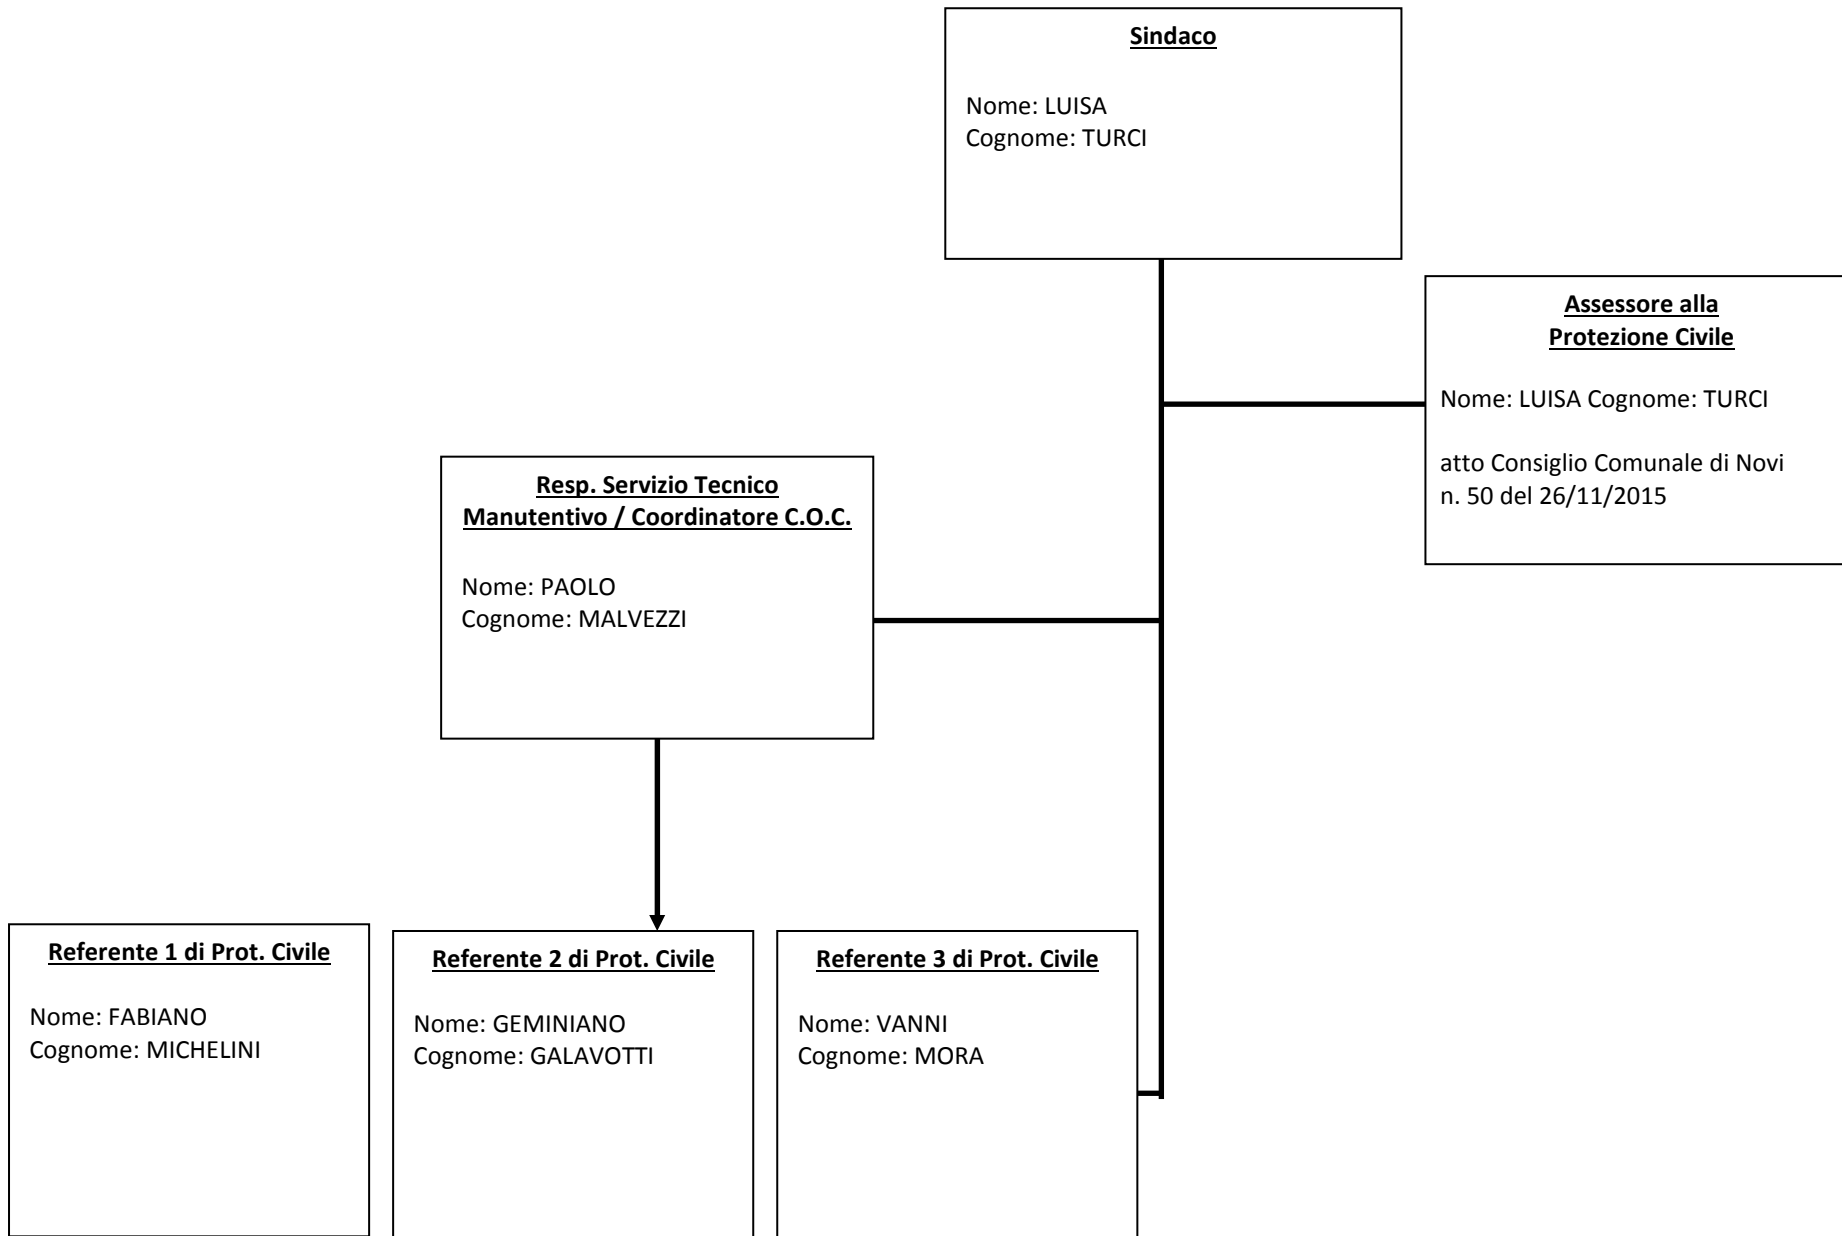 Sindaco
Nome: LUISA
Cognome: TURCI
Assessore alla
Protezione Civile
Nome: LUISA Cognome: TURCI
atto Consiglio Comunale di Novi
n. 50 del 26/11/2015
Resp. Servizio Tecnico
Manutentivo / Coordinatore C.O.C.
Nome: PAOLO
Cognome: MALVEZZI
Referente 1 di Prot. Civile
Nome: FABIANO
Cognome: MICHELINI
Referente 2 di Prot. Civile
Nome: GEMINIANO
Cognome: GALAVOTTI
Referente 3 di Prot. Civile
Nome: VANNI
Cognome: MORA